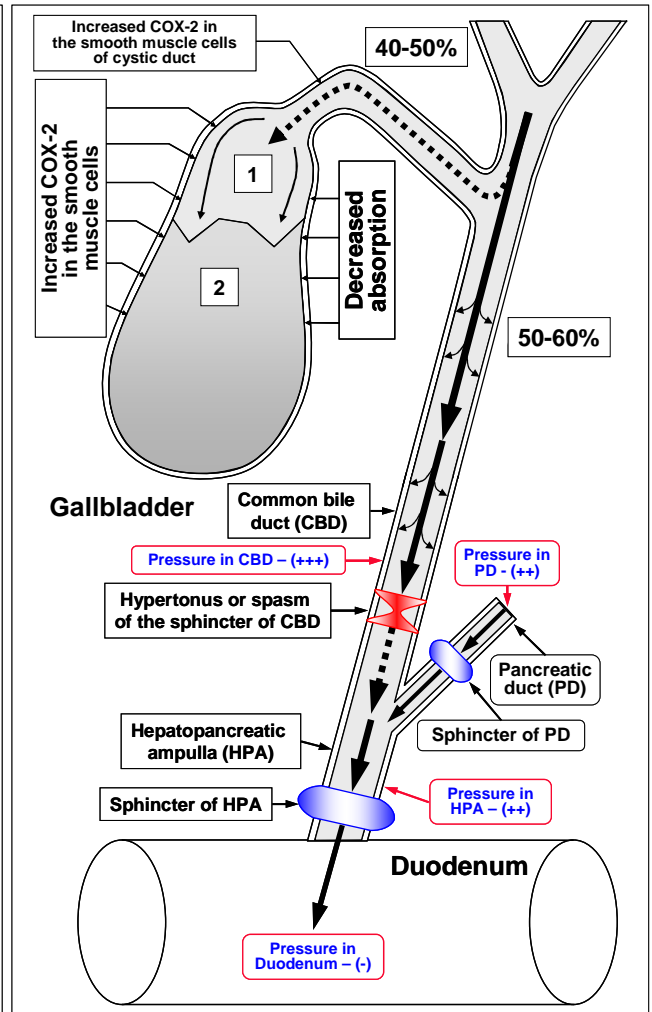 Increased COX-2 in
the smooth muscle cells
of cystic duct
40-50%
Increased COX-2
in the smooth
muscle cells
1
2
Decreased
absorption
50-60%
Gallbladder
Common bile
duct (CBD)
Pressure in CBD – (+++)
Pressure in
PD - (++)
Hypertonus or spasm
of the sphincter of CBD
Pancreatic
duct (PD)
Sphincter of PD
Hepatopancreatic
ampulla (HPA)
Sphincter of HPA
Pressure in
HPA – (++)
Duodenum
Pressure in
Duodenum – (-)